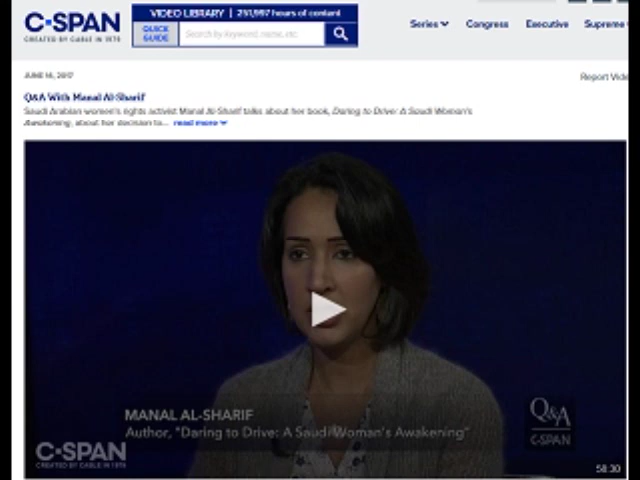 C-SPAN
CREATED BY CABLE IN 1979
VIDEO LIBRARY | 251,997 hours of content
QUICK GUIDE
Search by keyword, name, etc.
Series
Congress
Executive
Supreme
JUNE 14, 2017
Report Vide
Q&A With Manal Al-Sharif
Saudi Arabian women's rights activist Manal Al-Sharif talks about her book, Daring to Drive: A Saudi Woman's
Awakening, about her decision to... read more
MANAL AL-SHARIF
Author, "Daring to Drive: A Saudi Woman's Awakening"
Q&A
C-SPAN
C-SPAN
CREATED BY CABLE IN 1979
58:30